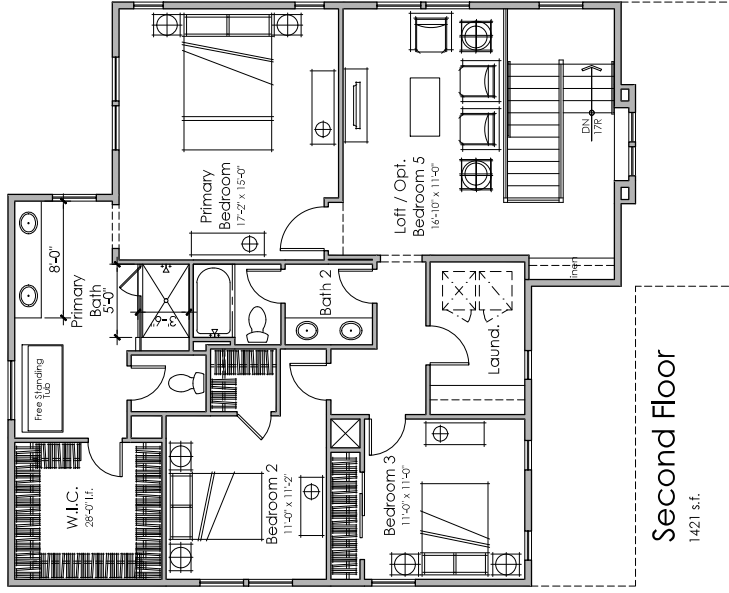 Primary
Bedroom
17'-2" x 15'-0"
Loft / Opt.
Bedroom 5
16'-10" x 11'-0"
DN
17R
linen
8'-0"
Primary
Bath
5'-0"
Bath 2
Laund.
Free Standing
Tub
W.I.C.
28'-0" l.f.
Bedroom 2
11'-0" x 11'-2"
Bedroom 3
11'-0" x 11'-0"
Second Floor
1421 s.f.